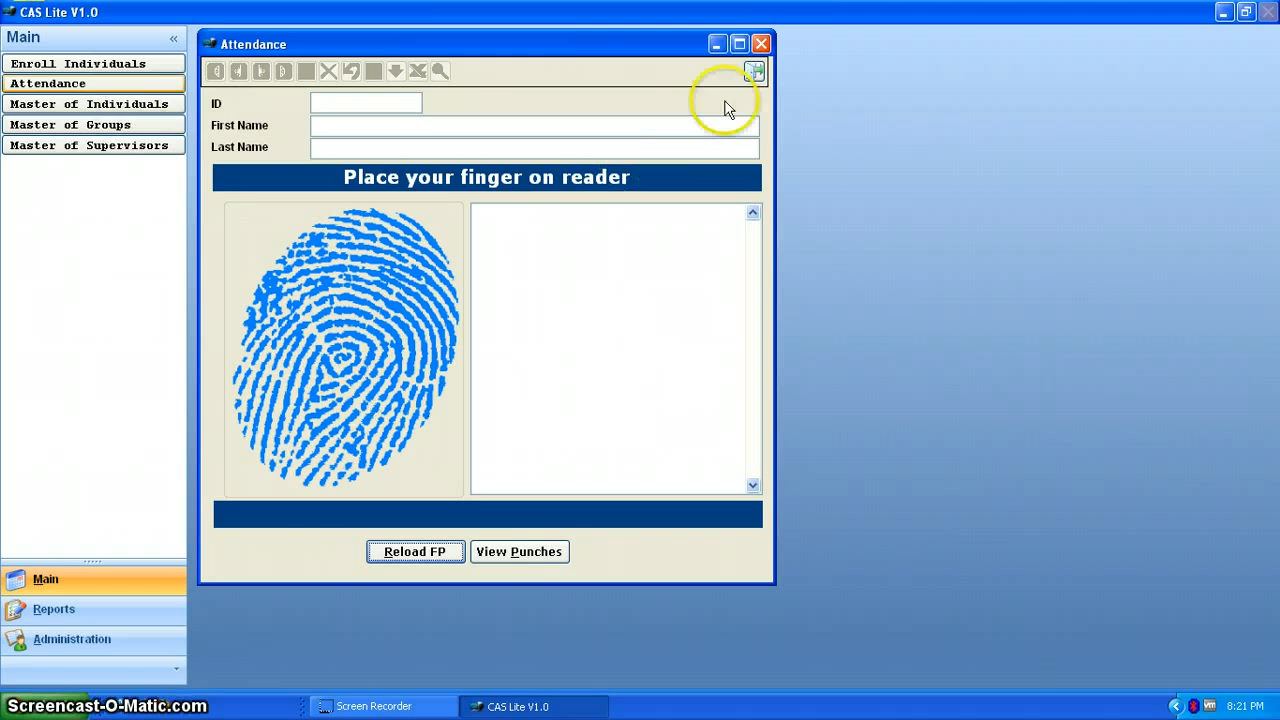 CAS Lite V1.0
Main
«
Enroll Individuals
Attendance
Master of Individuals
Master of Groups
Master of Supervisors
Main
Reports
Administration
Attendance
ID
First Name
Last Name
Place your finger on reader
Reload FP
View Punches
Screencast-O-Matic.com
Screen Recorder
CAS Lite V1.0
8:21 PM